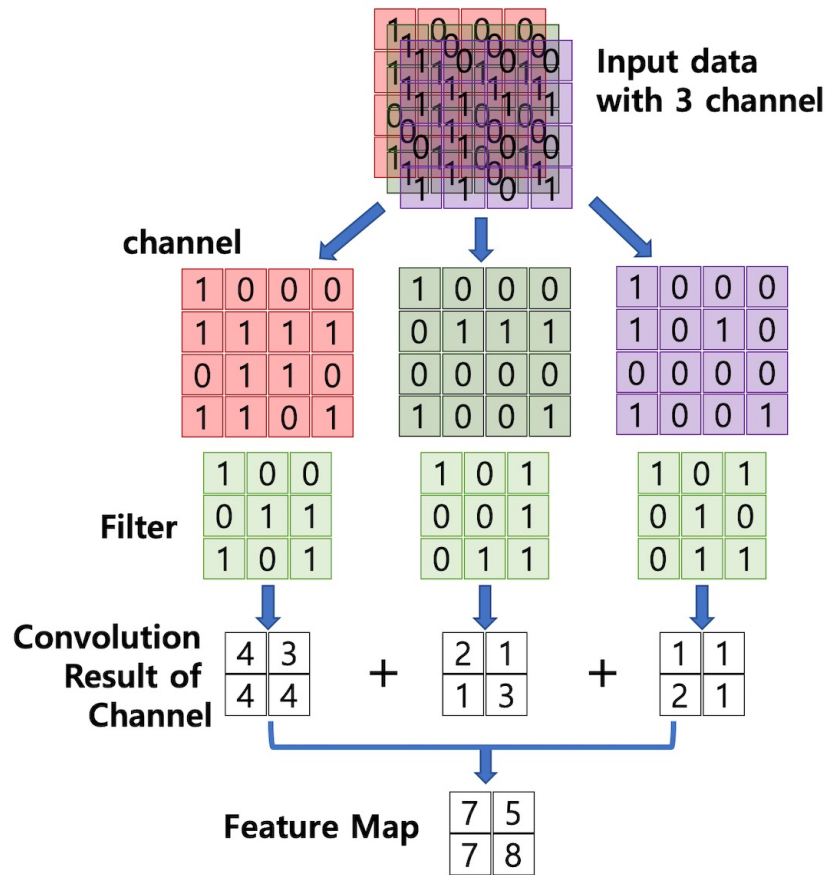 Input data
with 3 channel
channel
1 0 0 0 1 0 0 0 1 0 0 0
1 1 1 1 0 1 1 1 1 0 1 0
0 1 1 0 0 0 0 0 0 0 0 0
1 1 0 1 1 0 0 1 1 0 0 1
Filter
1 0 0 1 0 1 1 0 1
0 1 1 0 0 1 0 1 0
1 0 1 0 1 1 0 1 1
Convolution
Result of
Channel
4 3 + 2 1 + 1 1
4 4 1 3 2 1
Feature Map
7 5
7 8